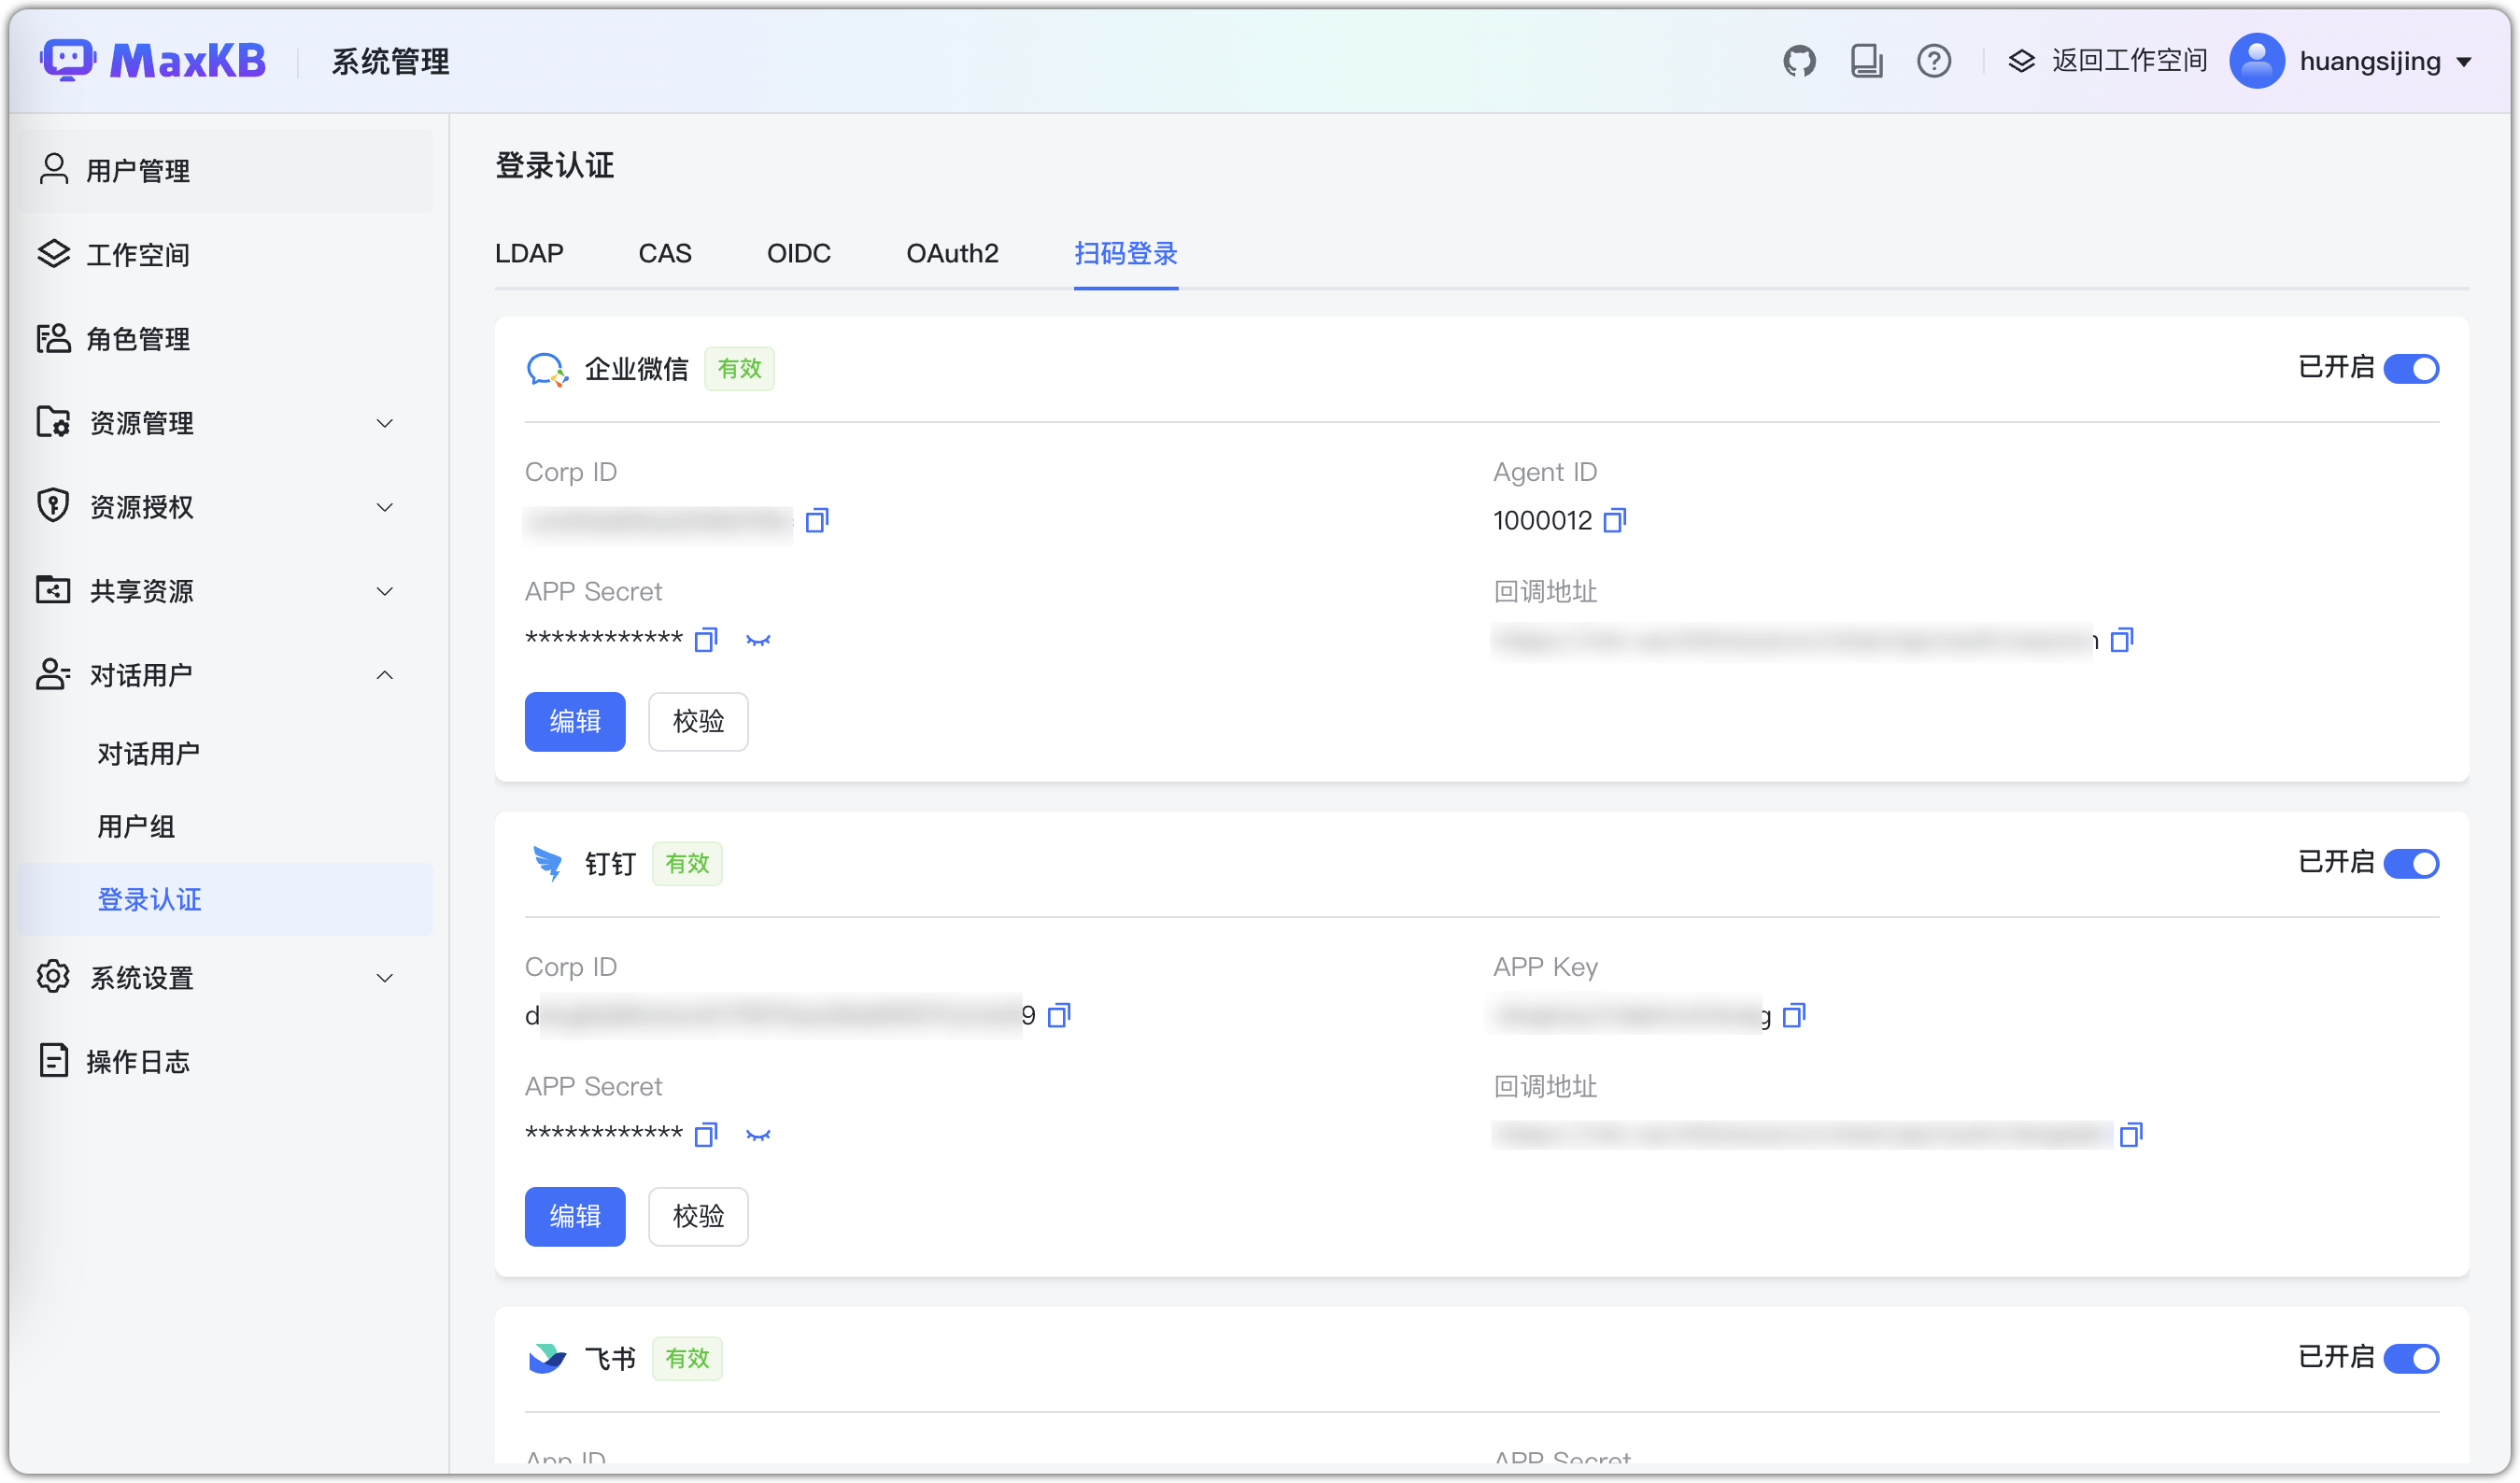 MaxKB
系统管理
返回工作空间
huangsijing
用户管理
工作空间
角色管理
资源管理
资源授权
共享资源
对话用户
对话用户
用户组
登录认证
系统设置
操作日志
登录认证
LDAP CAS OIDC OAuth2 扫码登录
企业微信 有效 已开启
Corp ID Agent ID
1000012
APP Secret 回调地址
************
编辑 校验
钉钉 有效 已开启
Corp ID APP Key
APP Secret 回调地址
************
编辑 校验
飞书 有效 已开启
App ID APP Secret